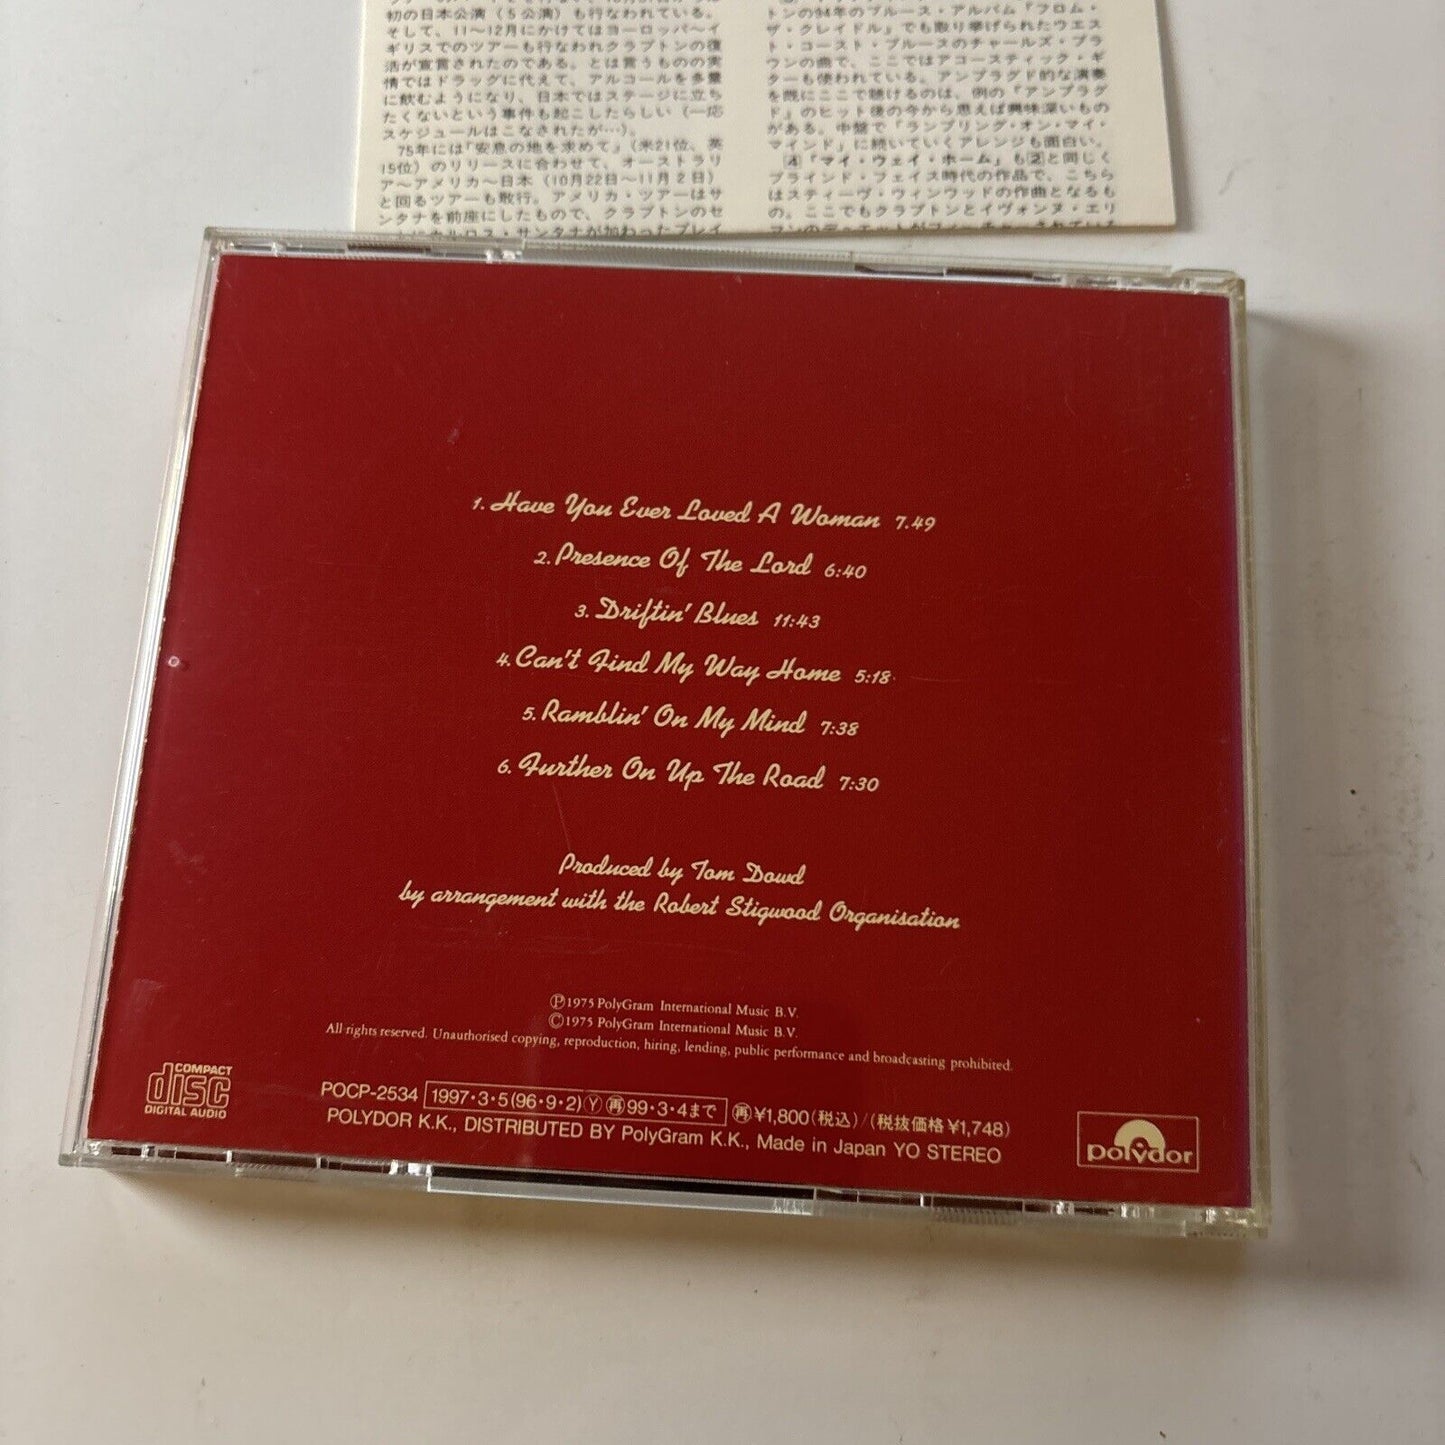 初の日本公演（5公演）も行なわれている。
そして、11〜12月にかけてはヨーロッパ〜イ
ギリスでのツアーも行なわれクラプトンの復
活が宣言されたのである。とは言うものの実
情ではドラッグに代えて、アルコールを多量
に飲むようになり、日本ではステージに立ち
たくないという事件も起こしたらしい（一応
スケジュールはこなされたが…）。
75年には「安息の地を求めて」（米21位、英
15位）のリリースに合わせて、オーストラリ
ア〜アメリカ〜日本（10月22日〜11月2日）
と回るツアーも敢行。アメリカ・ツアーはサ
ンタナを前座にしたもので、クラプトンのセ
トンの94年のブルース・アルバム『フロム・
ザ・クレイドル』でも取り挙げられたウエス
ト・コースト・ブルースのチャールズ・ブラ
ウンの曲で、ここではアコースティック・ギ
ターも使われている。アンプラグド的な演奏
を既にここで聴けるのは、例の『アンプラグ
ド』のヒット後の今から思えば興味深いもの
がある。中盤で「ランブリング・オン・マイ・
マインド」に続いていくアレンジも面白い。
④「マイ・ウェイ・ホーム」も②と同じく
ブラインド・フェイス時代の作品で、こちら
はスティーヴ・ウィンウッドの作曲となるも
の。ここでもクラプトンとイヴォンヌ・エリ
1. Have You Ever Loved A Woman 7.49
2. Presence Of The Lord 6:40
3. Driftin' Blues 11:43
4. Can't Find My Way Home 5:18
5. Ramblin' On My Mind 7:38
6. Further On Up The Road 7:30
Produced by Tom Dowd
by arrangement with the Robert Stigwood Organisation
Ⓟ1975 PolyGram International Music B.V.
©1975 PolyGram International Music B.V.
All rights reserved. Unauthorised copying, reproduction, hiring, lending, public performance and broadcasting prohibited.
COMPACT
disc
DIGITAL AUDIO
POCP-2534 1997・3・5(96・9・2)Ⓨ㊢99・3・4まで ㊢¥1,800(税込)/(税抜価格¥1,748)
POLYDOR K.K., DISTRIBUTED BY PolyGram K.K., Made in Japan YO STEREO
polydor